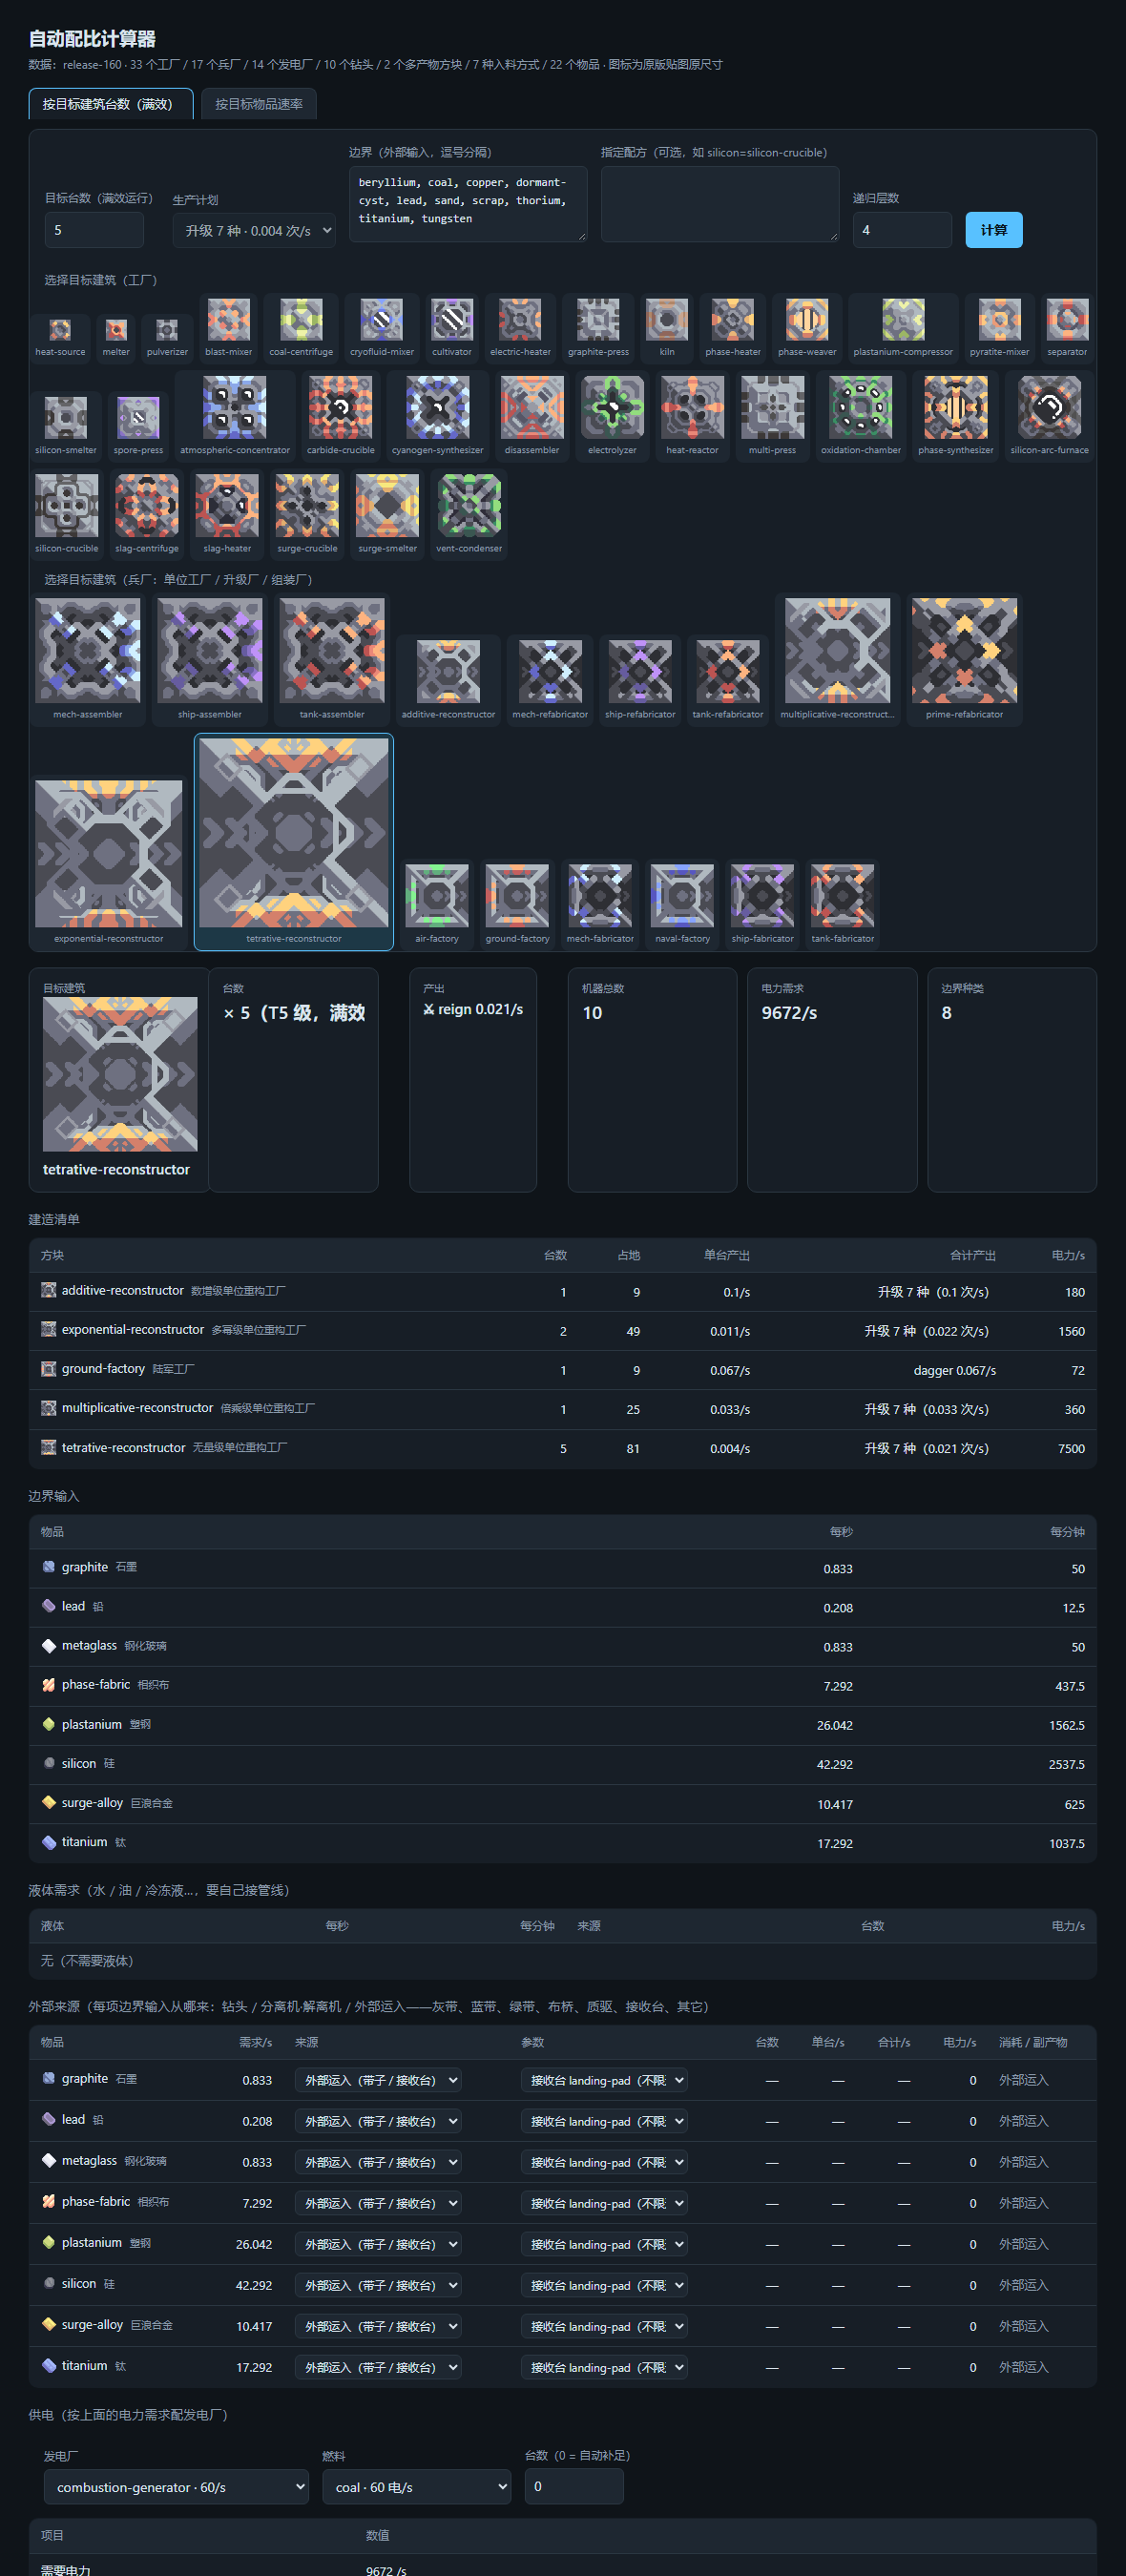 自动配比计算器
数据：release-160 · 33 个工厂 / 17 个兵厂 / 14 个发电厂 / 10 个钻头 / 2 个多产物方块 / 7 种入料方式 / 22 个物品 · 图标为原版贴图原尺寸
按目标建筑台数（满效） 按目标物品速率
边界（外部输入，逗号分隔） 指定配方（可选，如 silicon=silicon-crucible）
目标台数（满效运行） 生产计划 递归层数
5 升级 7 种 · 0.004 次/s 4 计算
beryllium, coal, copper, dormant-
cyst, lead, sand, scrap, thorium,
titanium, tungsten
选择目标建筑（工厂）
heat-source melter pulverizer blast-mixer coal-centrifuge cryofluid-mixer cultivator electric-heater graphite-press kiln phase-heater phase-weaver plastanium-compressor pyratite-mixer separator
silicon-smelter spore-press atmospheric-concentrator carbide-crucible cyanogen-synthesizer disassembler electrolyzer heat-reactor multi-press oxidation-chamber phase-synthesizer silicon-arc-furnace
silicon-crucible slag-centrifuge slag-heater surge-crucible surge-smelter vent-condenser
选择目标建筑（兵厂：单位工厂 / 升级厂 / 组装厂）
mech-assembler ship-assembler tank-assembler additive-reconstructor mech-refabricator ship-refabricator tank-refabricator multiplicative-reconstruct... prime-refabricator
exponential-reconstructor tetrative-reconstructor air-factory ground-factory mech-fabricator naval-factory ship-fabricator tank-fabricator
目标建筑 台数 产出 机器总数 电力需求 边界种类
× 5（T5 级，满效 reign 0.021/s 10 9672/s 8
tetrative-reconstructor
建造清单
方块 台数 占地 单台产出 合计产出 电力/s
additive-reconstructor 数增级单位重构工厂 1 9 0.1/s 升级 7 种（0.1 次/s） 180
exponential-reconstructor 多幂级单位重构工厂 2 49 0.011/s 升级 7 种（0.022 次/s） 1560
ground-factory 陆军工厂 1 9 0.067/s dagger 0.067/s 72
multiplicative-reconstructor 倍乘级单位重构工厂 1 25 0.033/s 升级 7 种（0.033 次/s） 360
tetrative-reconstructor 无量级单位重构工厂 5 81 0.004/s 升级 7 种（0.021 次/s） 7500
边界输入
物品 每秒 每分钟
graphite 石墨 0.833 50
lead 铅 0.208 12.5
metaglass 钢化玻璃 0.833 50
phase-fabric 相织布 7.292 437.5
plastanium 塑钢 26.042 1562.5
silicon 硅 42.292 2537.5
surge-alloy 巨浪合金 10.417 625
titanium 钛 17.292 1037.5
液体需求（水 / 油 / 冷冻液...，要自己接管线）
液体 每秒 每分钟 来源 台数 电力/s
无（不需要液体）
外部来源（每项边界输入从哪来：钻头 / 分离机·解离机 / 外部运入——灰带、蓝带、绿带、布桥、质驱、接收台、其它）
物品 需求/s 来源 参数 台数 单台/s 合计/s 电力/s 消耗 / 副产物
graphite 石墨 0.833 外部运入（带子 / 接收台） 接收台 landing-pad（不限 — — — 0 外部运入
lead 铅 0.208 外部运入（带子 / 接收台） 接收台 landing-pad（不限 — — — 0 外部运入
metaglass 钢化玻璃 0.833 外部运入（带子 / 接收台） 接收台 landing-pad（不限 — — — 0 外部运入
phase-fabric 相织布 7.292 外部运入（带子 / 接收台） 接收台 landing-pad（不限 — — — 0 外部运入
plastanium 塑钢 26.042 外部运入（带子 / 接收台） 接收台 landing-pad（不限 — — — 0 外部运入
silicon 硅 42.292 外部运入（带子 / 接收台） 接收台 landing-pad（不限 — — — 0 外部运入
surge-alloy 巨浪合金 10.417 外部运入（带子 / 接收台） 接收台 landing-pad（不限 — — — 0 外部运入
titanium 钛 17.292 外部运入（带子 / 接收台） 接收台 landing-pad（不限 — — — 0 外部运入
供电（按上面的电力需求配发电厂）
发电厂 燃料 台数（0 = 自动补足）
combustion-generator · 60/s coal · 60 电/s 0
项目 数值
需要电力 9672 /s